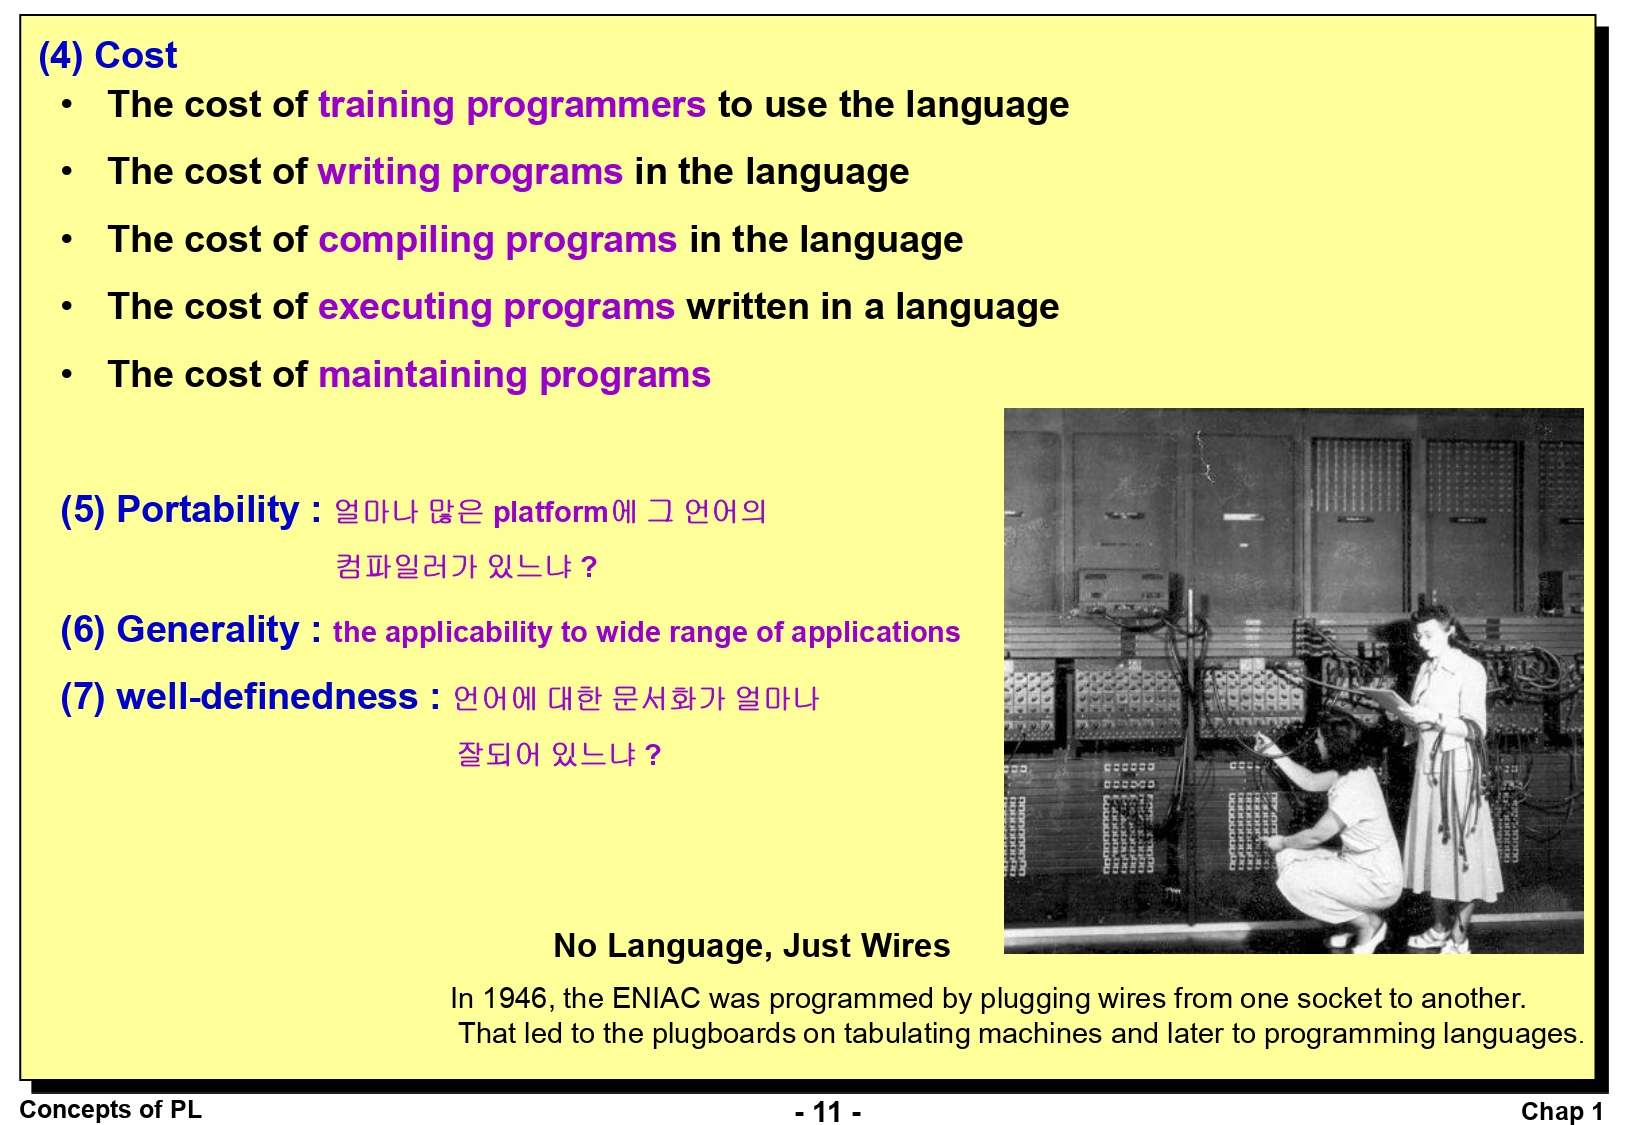 (4) Cost
• The cost of training programmers to use the language
• The cost of writing programs in the language
• The cost of compiling programs in the language
• The cost of executing programs written in a language
• The cost of maintaining programs
(5) Portability : 얼마나 많은 platform에 그 언어의
컴파일러가 있느냐 ?
(6) Generality : the applicability to wide range of applications
(7) well-definedness : 언어에 대한 문서화가 얼마나
잘되어 있느냐 ?
No Language, Just Wires
In 1946, the ENIAC was programmed by plugging wires from one socket to another.
That led to the plugboards on tabulating machines and later to programming languages.
Concepts of PL
- 11 -
Chap 1